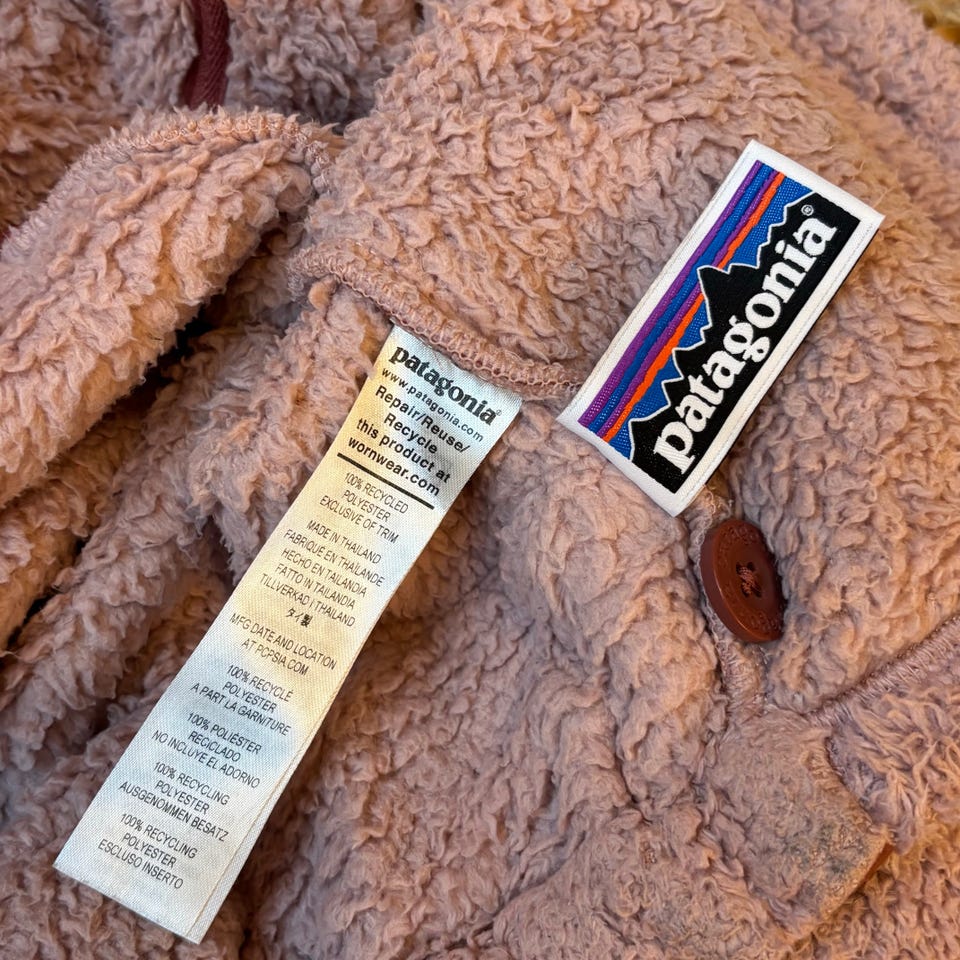 patagonia®
www.patagonia.com
Repair/Reuse/
Recycle
this product at
wornwear.com
100% RECYCLED
POLYESTER
EXCLUSIVE OF TRIM
MADE IN THAILAND
FABRIQUE EN THAÏLANDE
HECHO EN TAILANDIA
FATTO IN TAILANDIA
TILLVERKAD I THAILAND
タイ製
MFG DATE AND LOCATION
AT PCPSIA.COM
100% RECYCLÉ
POLYESTER
A PART LA GARNITURE
100% POLIÉSTER
RECICLADO
NO INCLUYE EL ADORNO
100% RECYCLING
POLYESTER
AUSGENOMMEN BESATZ
100% RECYCLING
POLYESTER
ESCLUSO INSERTO
patagonia®